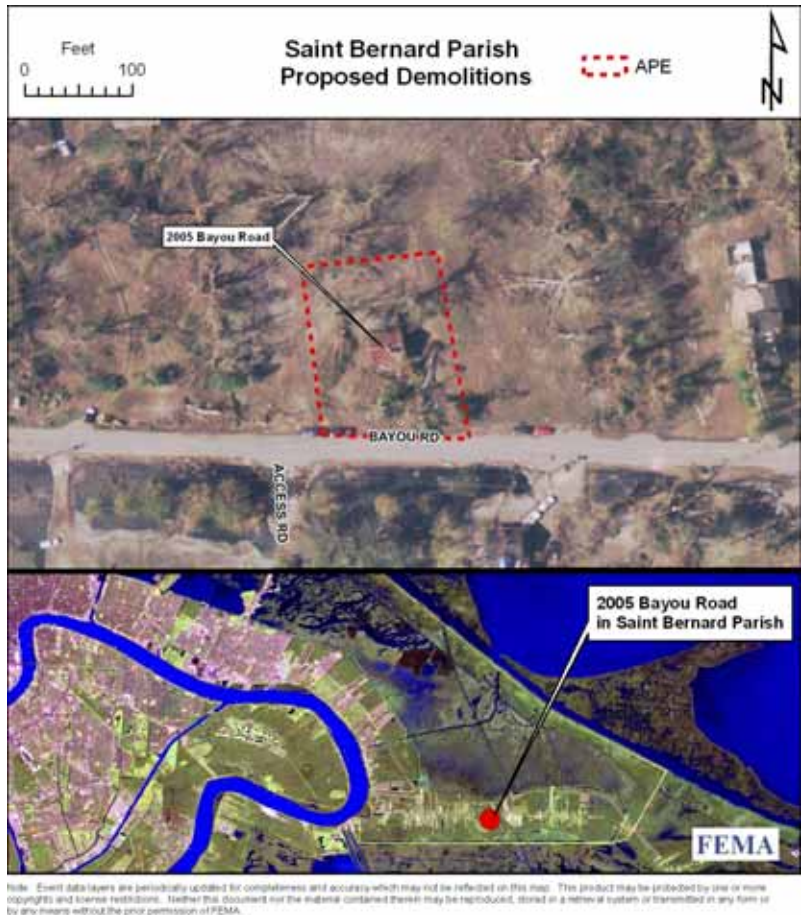 Feet
0 100
Saint Bernard Parish
Proposed Demolitions
APE
N
2005 Bayou Road
BAYOU RD
ACCESS RD
2005 Bayou Road
in Saint Bernard Parish
FEMA
Note: Event data layers are periodically updated for completeness and accuracy which may not be reflected on this map. This product may be protected by one or more
copyrights and license restrictions. Neither this document nor the material contained therein may be reproduced, stored in a retrieval system or transmitted in any form or
by any means without the prior permission of FEMA.